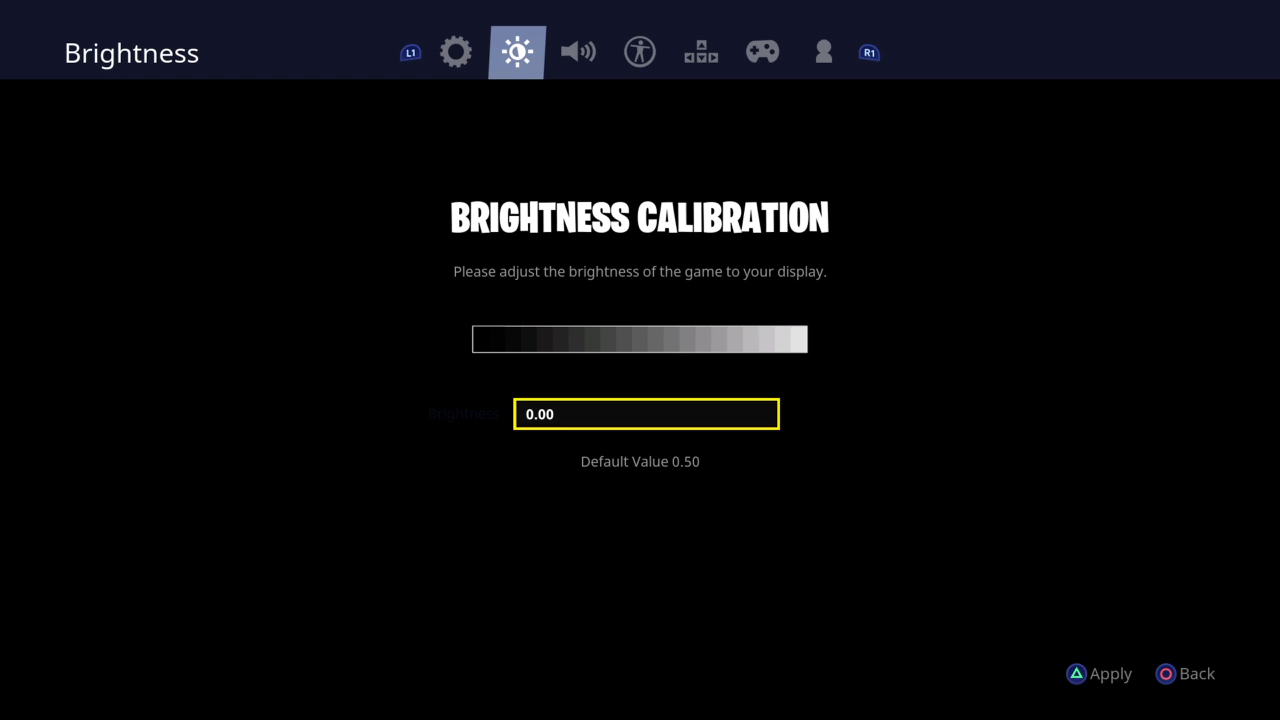 Brightness
L1
R1
BRIGHTNESS CALIBRATION
Please adjust the brightness of the game to your display.
Brightness
0.00
Default Value 0.50
Apply
Back